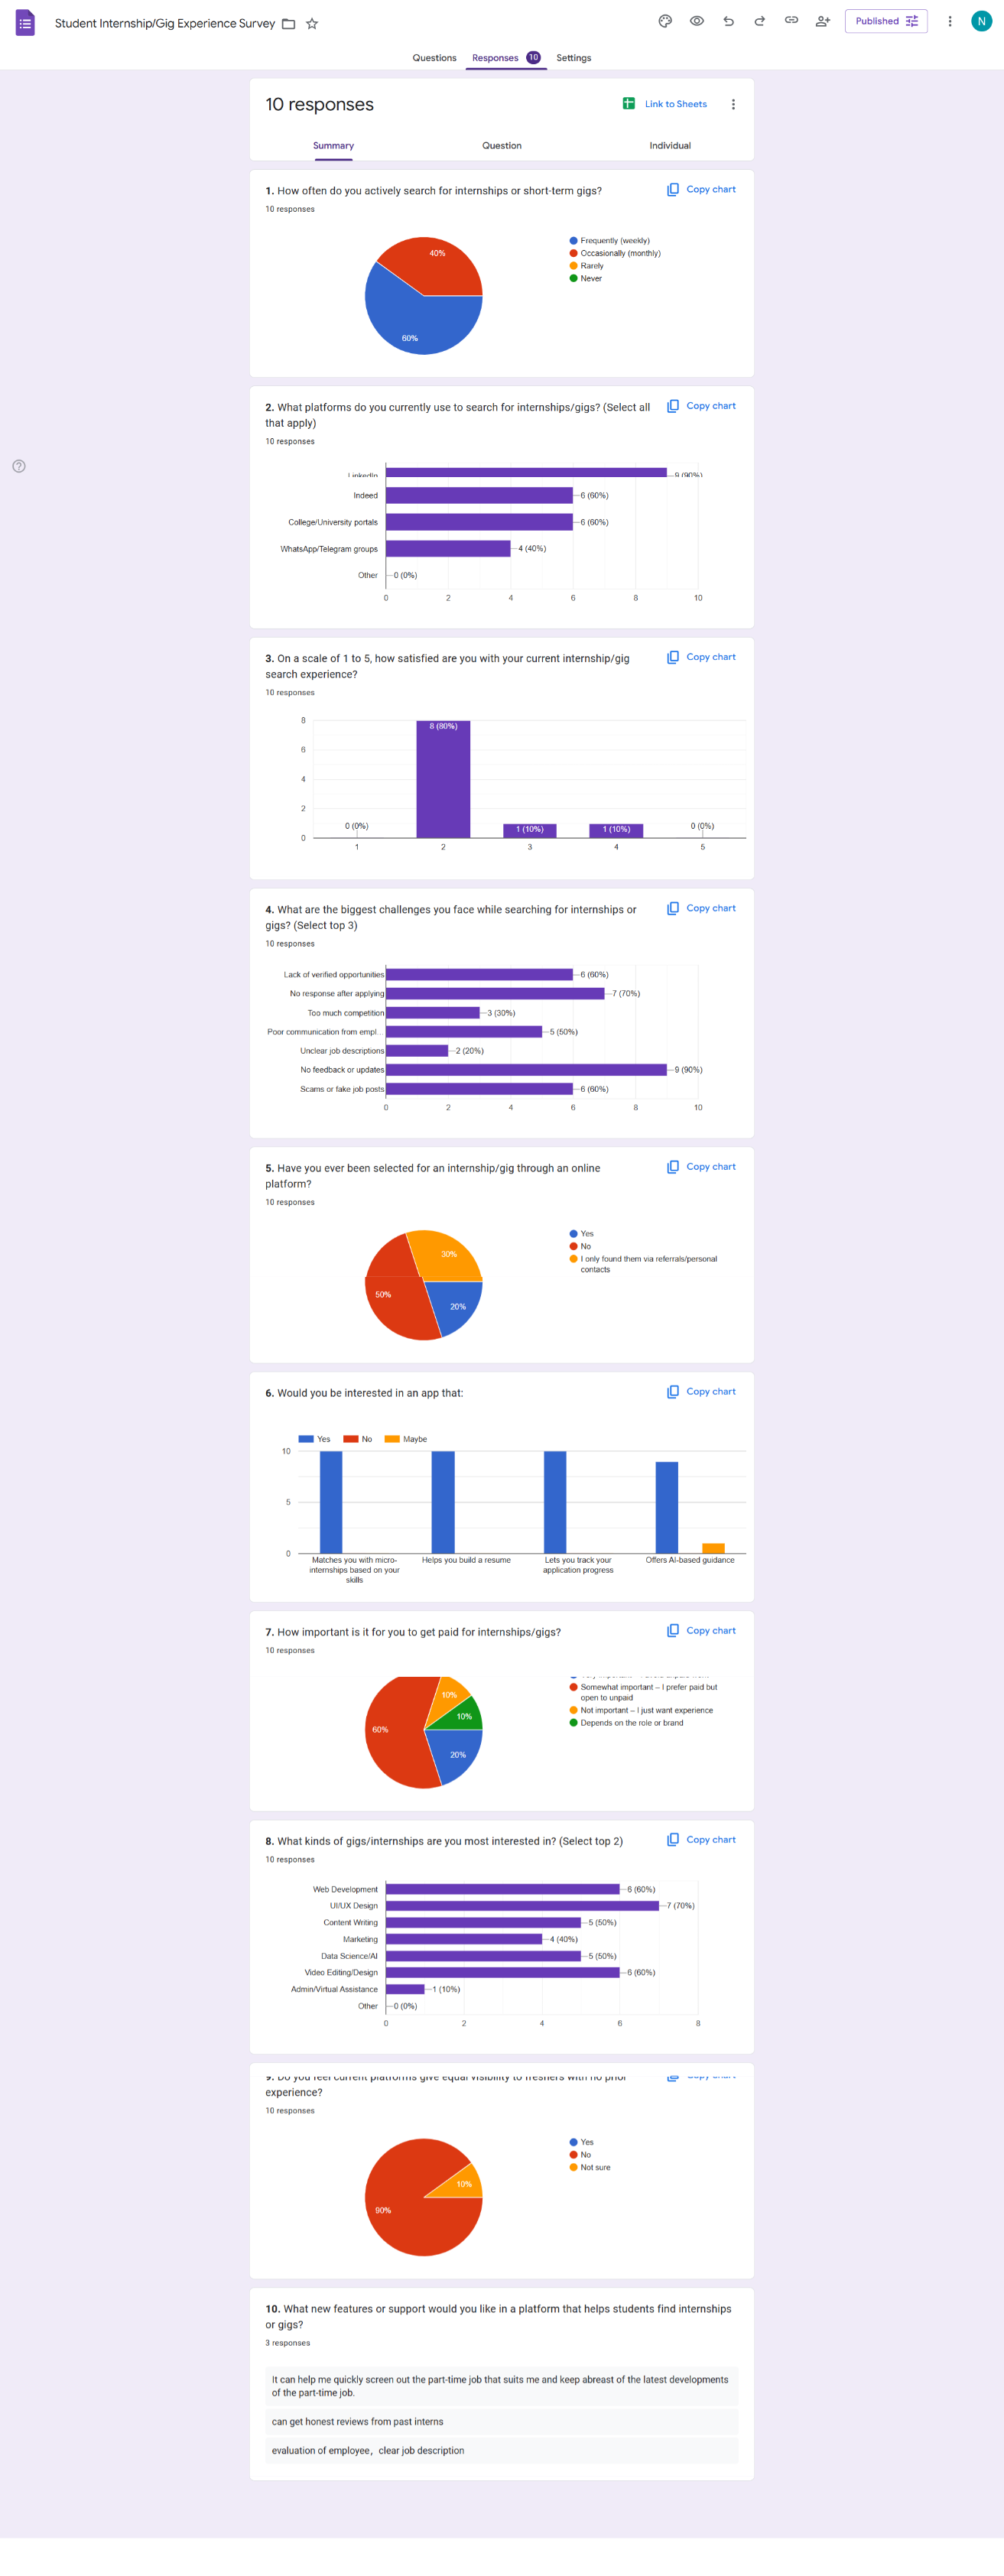 Student Internship/Gig Experience Survey
Published
N
Questions
Responses 10
Settings
10 responses
Link to Sheets
Summary
Question
Individual
1. How often do you actively search for internships or short-term gigs?
Copy chart
10 responses
40%
60%
Frequently (weekly)
Occasionally (monthly)
Rarely
Never
2. What platforms do you currently use to search for internships/gigs? (Select all
that apply)
Copy chart
10 responses
LinkedIn 9 (90%)
Indeed 6 (60%)
College/University portals 6 (60%)
WhatsApp/Telegram groups 4 (40%)
Other 0 (0%)
0 2 4 6 8 10
3. On a scale of 1 to 5, how satisfied are you with your current internship/gig
search experience?
Copy chart
10 responses
8
6
4
2
0
0 (0%) 8 (80%) 1 (10%) 1 (10%) 0 (0%)
1 2 3 4 5
4. What are the biggest challenges you face while searching for internships or
gigs? (Select top 3)
Copy chart
10 responses
Lack of verified opportunities 6 (60%)
No response after applying 7 (70%)
Too much competition 3 (30%)
Poor communication from empl... 5 (50%)
Unclear job descriptions 2 (20%)
No feedback or updates 9 (90%)
Scams or fake job posts 6 (60%)
0 2 4 6 8 10
5. Have you ever been selected for an internship/gig through an online
platform?
Copy chart
10 responses
30%
50%
20%
Yes
No
I only found them via referrals/personal
contacts
6. Would you be interested in an app that:
Copy chart
Yes No Maybe
10
5
0
Matches you with micro-
internships based on your
skills
Helps you build a resume
Lets you track your
application progress
Offers AI-based guidance
7. How important is it for you to get paid for internships/gigs?
Copy chart
10 responses
10%
10%
60%
20%
Somewhat important – I prefer paid but
open to unpaid
Not important – I just want experience
Depends on the role or brand
8. What kinds of gigs/internships are you most interested in? (Select top 2)
Copy chart
10 responses
Web Development 6 (60%)
UI/UX Design 7 (70%)
Content Writing 5 (50%)
Marketing 4 (40%)
Data Science/AI 5 (50%)
Video Editing/Design 6 (60%)
Admin/Virtual Assistance 1 (10%)
Other 0 (0%)
0 2 4 6 8
9. Do you feel current platforms give equal visibility to freshers with no prior
experience?
10 responses
10%
90%
Yes
No
Not sure
10. What new features or support would you like in a platform that helps students find internships
or gigs?
3 responses
It can help me quickly screen out the part-time job that suits me and keep abreast of the latest developments
of the part-time job.
can get honest reviews from past interns
evaluation of employee，clear job description